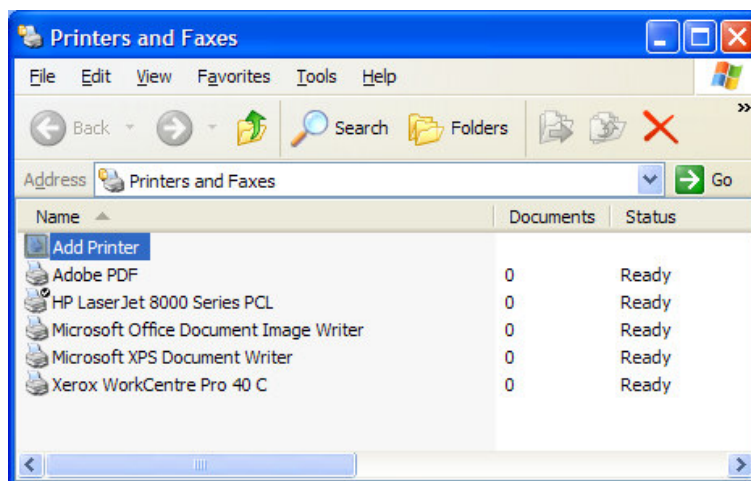 Printers and Faxes
File Edit View Favorites Tools Help
Back Search Folders »
Address Printers and Faxes Go
Name Documents Status
Add Printer
Adobe PDF 0 Ready
HP LaserJet 8000 Series PCL 0 Ready
Microsoft Office Document Image Writer 0 Ready
Microsoft XPS Document Writer 0 Ready
Xerox WorkCentre Pro 40 C 0 Ready